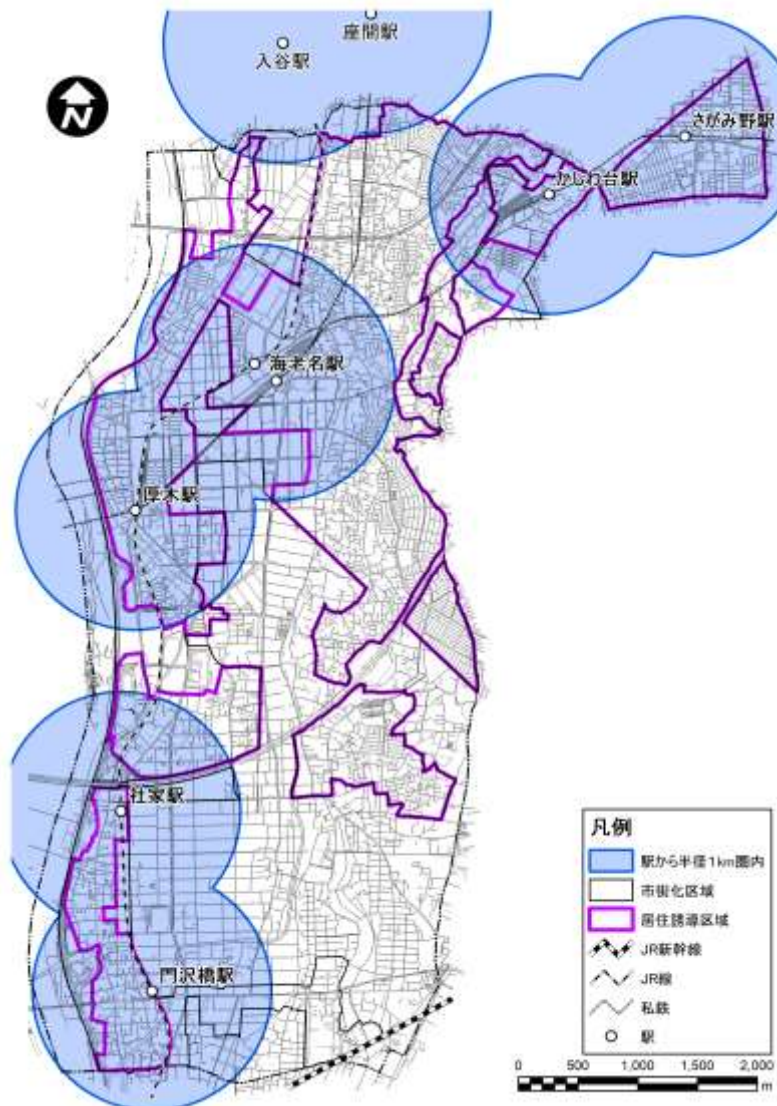 座間駅
入谷駅
N
さがみ野駅
かしわ台駅
海老名駅
厚木駅
社家駅
門沢橋駅
凡例
駅から半径1km圏内
市街化区域
居住誘導区域
JR新幹線
JR線
私鉄
駅
0 500 1,000 1,500 2,000
m